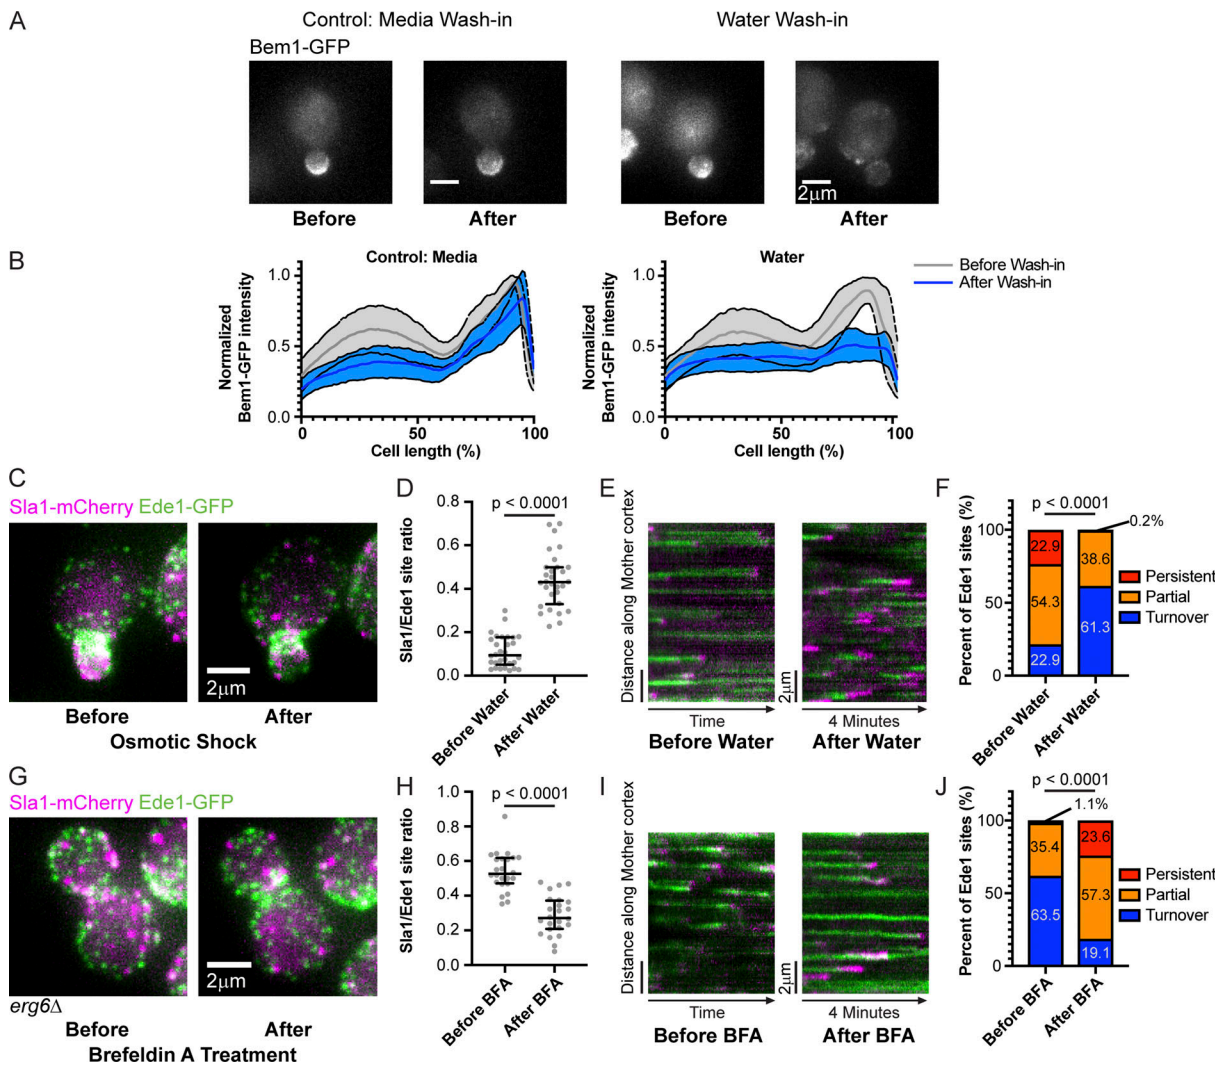 A
Control: Media Wash-in
Water Wash-in
Bem1-GFP
2μm
Before
After
Before
After
B
Control: Media
Water
Before Wash-in
After Wash-in
Normalized
Bem1-GFP intensity
1.0
0.5
0.0
0
50
100
Cell length (%)
Normalized
Bem1-GFP intensity
1.0
0.5
0.0
0
50
100
Cell length (%)
C
Sla1-mCherry Ede1-GFP
2μm
Before
After
Osmotic Shock
D
p < 0.0001
Sla1/Ede1 site ratio
0.8
0.6
0.4
0.2
0.0
Before Water
After Water
E
Distance along Mother cortex
2μm
Time
4 Minutes
Before Water
After Water
F
p < 0.0001
0.2%
Percent of Ede1 sites (%)
100
50
0
22.9
54.3
22.9
38.6
61.3
Persistent
Partial
Turnover
Before Water
After Water
G
Sla1-mCherry Ede1-GFP
2μm
erg6Δ
Before
After
Brefeldin A Treatment
H
p < 0.0001
Sla1/Ede1 site ratio
1.0
0.8
0.6
0.4
0.2
0.0
Before BFA
After BFA
I
Distance along Mother cortex
2μm
Time
4 Minutes
Before BFA
After BFA
J
p < 0.0001
1.1%
Percent of Ede1 sites (%)
100
50
0
35.4
63.5
23.6
57.3
19.1
Persistent
Partial
Turnover
Before BFA
After BFA